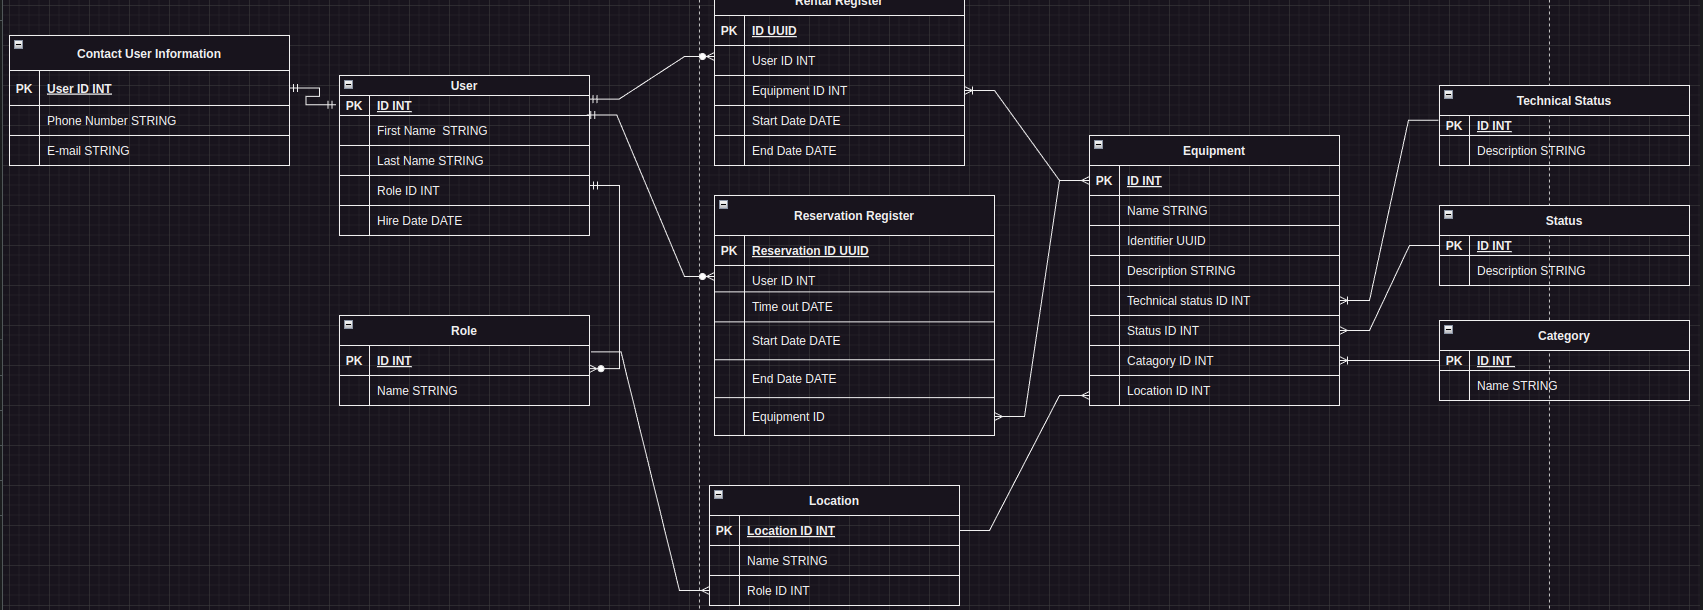 Rental Register
PK ID UUID
User ID INT
Equipment ID INT
Start Date DATE
End Date DATE
Contact User Information
PK User ID INT
Phone Number STRING
E-mail STRING
User
PK ID INT
First Name STRING
Last Name STRING
Role ID INT
Hire Date DATE
Reservation Register
PK Reservation ID UUID
User ID INT
Time out DATE
Start Date DATE
End Date DATE
Equipment ID
Role
PK ID INT
Name STRING
Location
PK Location ID INT
Name STRING
Role ID INT
Equipment
PK ID INT
Name STRING
Identifier UUID
Description STRING
Technical status ID INT
Status ID INT
Catagory ID INT
Location ID INT
Technical Status
PK ID INT
Description STRING
Status
PK ID INT
Description STRING
Category
PK ID INT
Name STRING